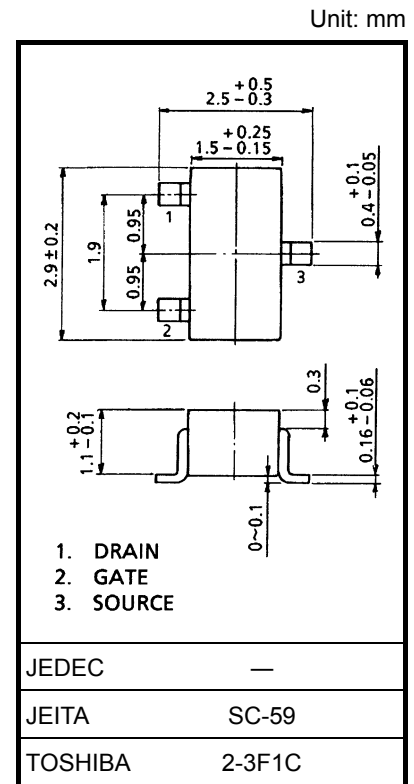 Unit: mm
+ 0.5
2.5 – 0.3
+ 0.25
1.5 – 0.15
+ 0.1
0.4 – 0.05
2.9 ± 0.2
1.9
0.95
0.95
1
2
3
+ 0.2
1.1 – 0.1
0.3
+ 0.1
0.16 – 0.06
0~0.1
1. DRAIN
2. GATE
3. SOURCE
JEDEC —
JEITA SC-59
TOSHIBA 2-3F1C